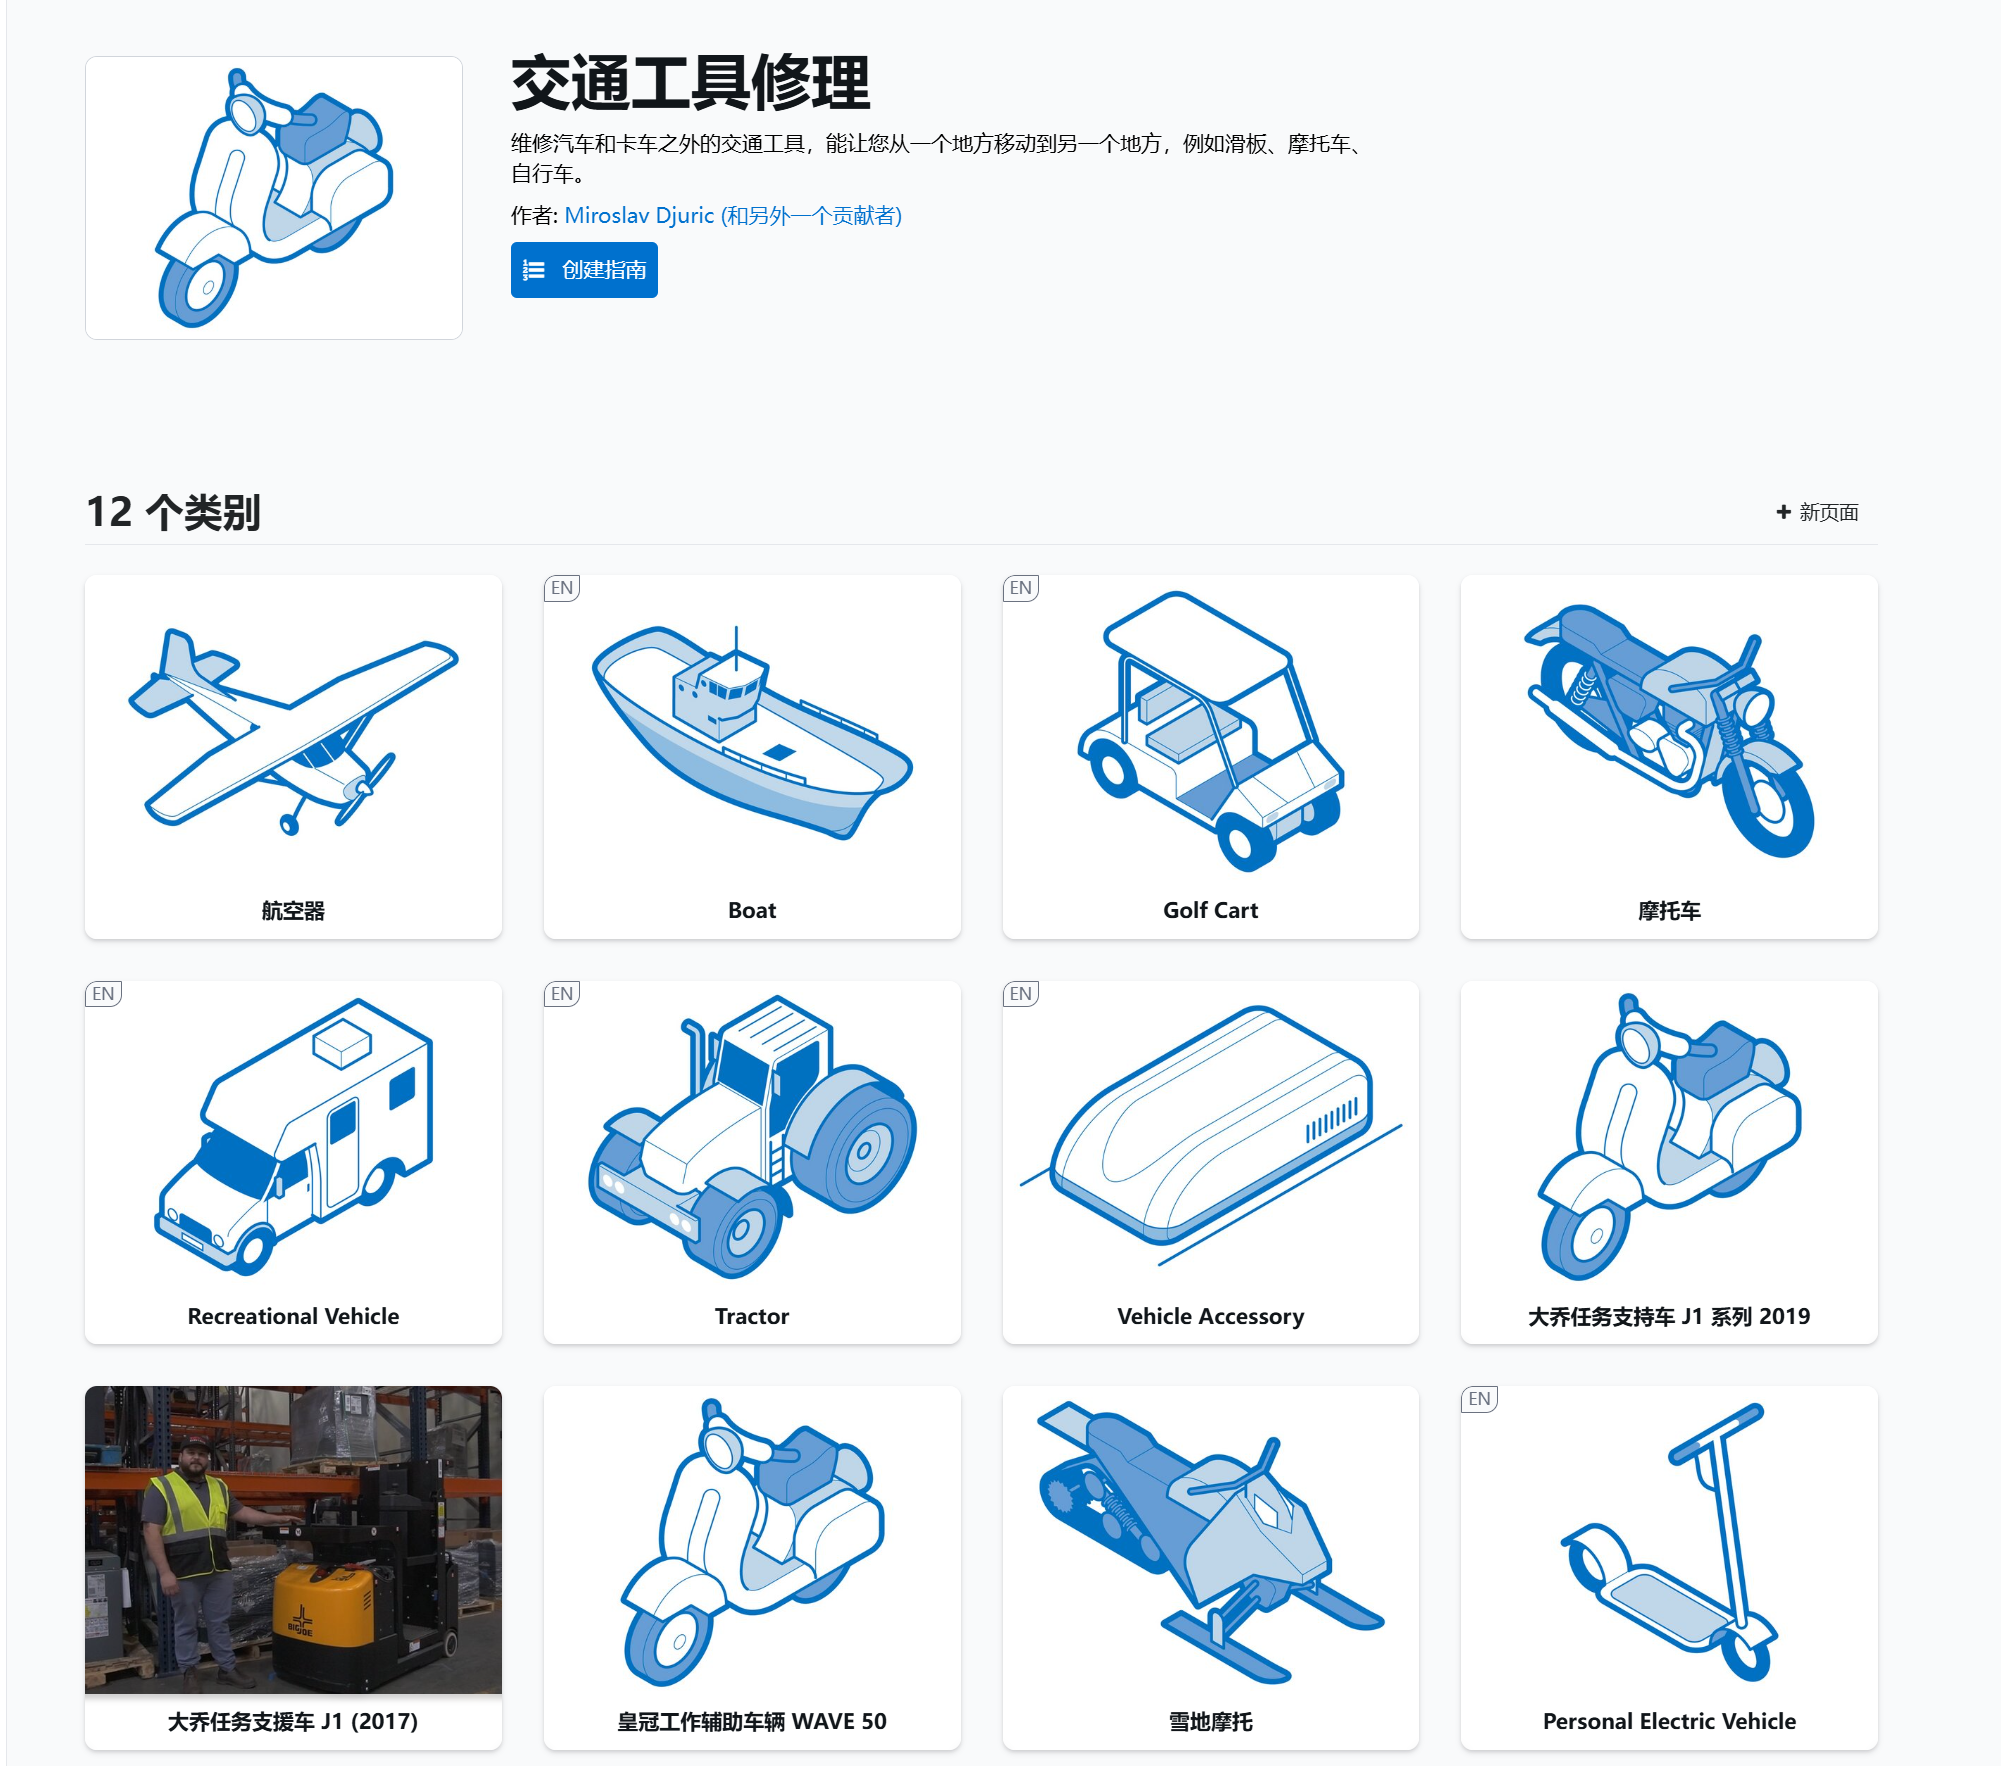 交通工具修理
维修汽车和卡车之外的交通工具，能让您从一个地方移动到另一个地方，例如滑板、摩托车、
自行车。
作者: Miroslav Djuric (和另外一个贡献者)
创建指南
12 个类别
+ 新页面
航空器
EN
Boat
EN
Golf Cart
摩托车
EN
Recreational Vehicle
EN
Tractor
EN
Vehicle Accessory
大乔任务支持车 J1 系列 2019
BIG JOE
大乔任务支援车 J1 (2017)
皇冠工作辅助车辆 WAVE 50
雪地摩托
EN
Personal Electric Vehicle